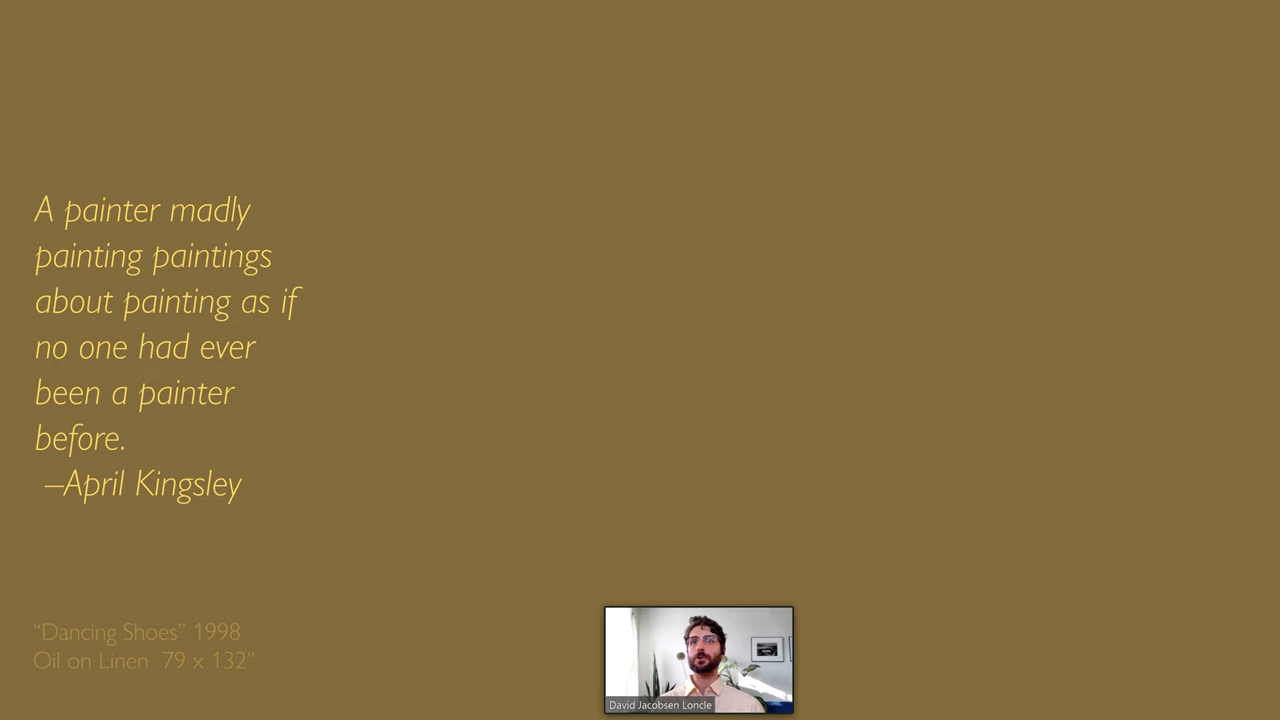 A painter madly
painting paintings
about painting as if
no one had ever
been a painter
before.
–April Kingsley
“Dancing Shoes” 1998
Oil on Linen 79 x 132”
David Jacobsen Loncle